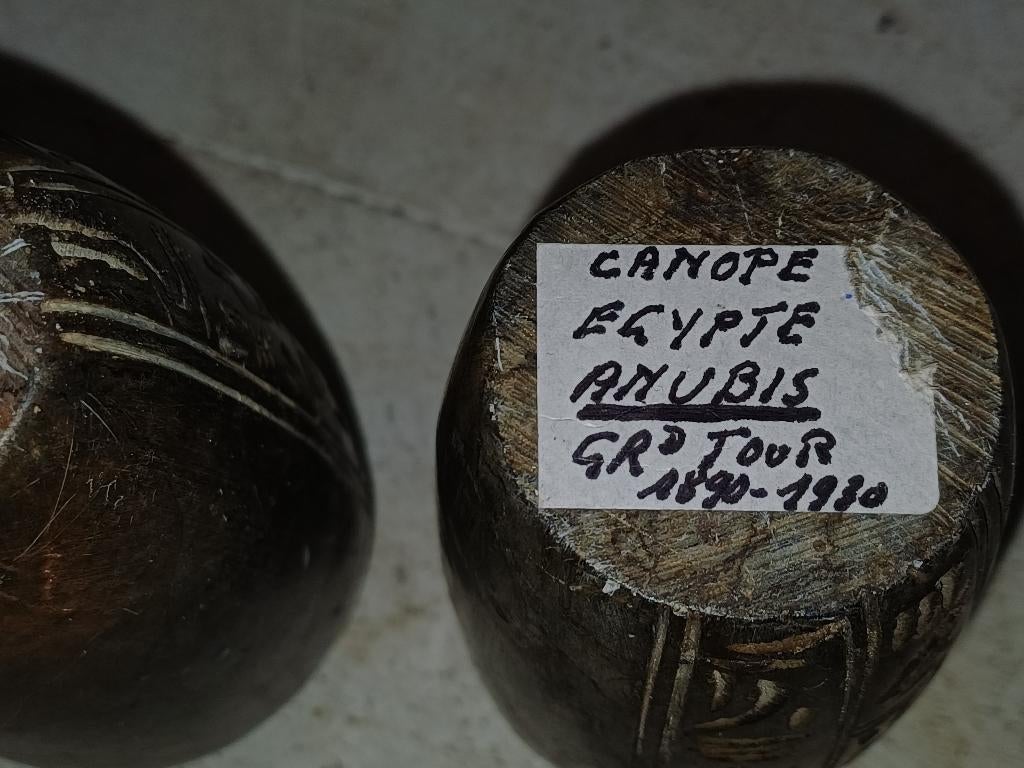 CANOPE
EGYPTE
ANUBIS
GRD TOUR
1890-1930